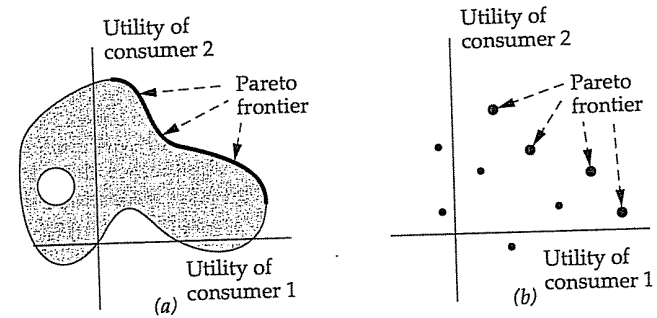 Utility of
consumer 2
Pareto
frontier
Utility of
consumer 1
(a)
Utility of
consumer 2
Pareto
frontier
Utility of
consumer 1
(b)